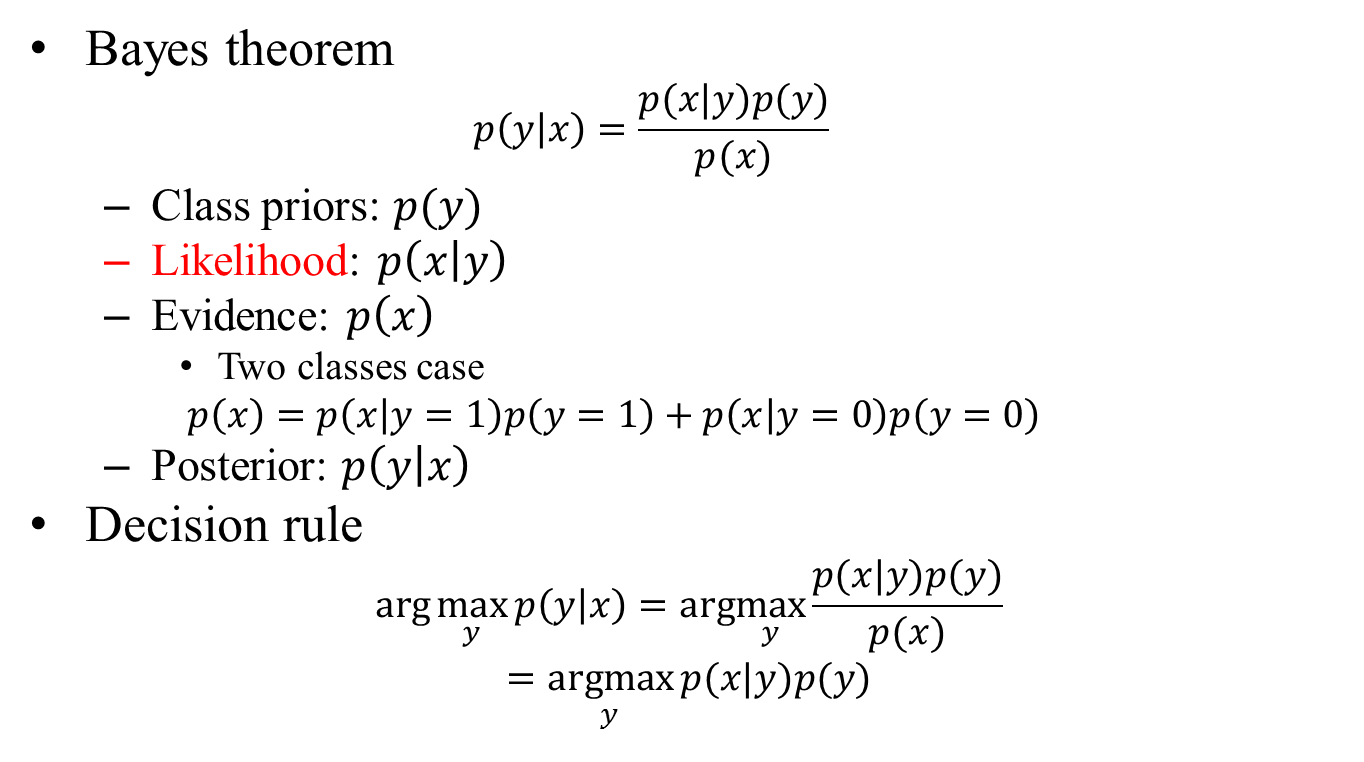 • Bayes theorem
p(y|x) = p(x|y)p(y) / p(x)
– Class priors: p(y)
– Likelihood: p(x|y)
– Evidence: p(x)
• Two classes case
p(x) = p(x|y = 1)p(y = 1) + p(x|y = 0)p(y = 0)
– Posterior: p(y|x)
• Decision rule
arg max_y p(y|x) = argmax_y p(x|y)p(y) / p(x)
= argmax_y p(x|y)p(y)